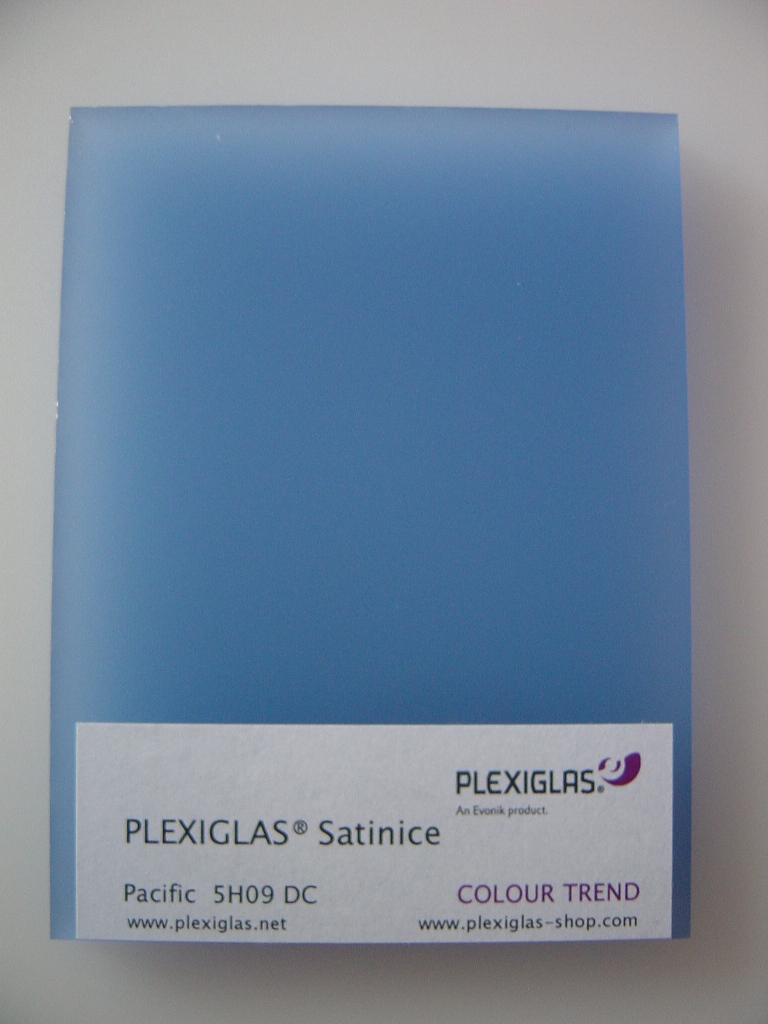 PLEXIGLAS®
An Evonik product.
PLEXIGLAS® Satinice
Pacific 5H09 DC COLOUR TREND
www.plexiglas.net www.plexiglas-shop.com